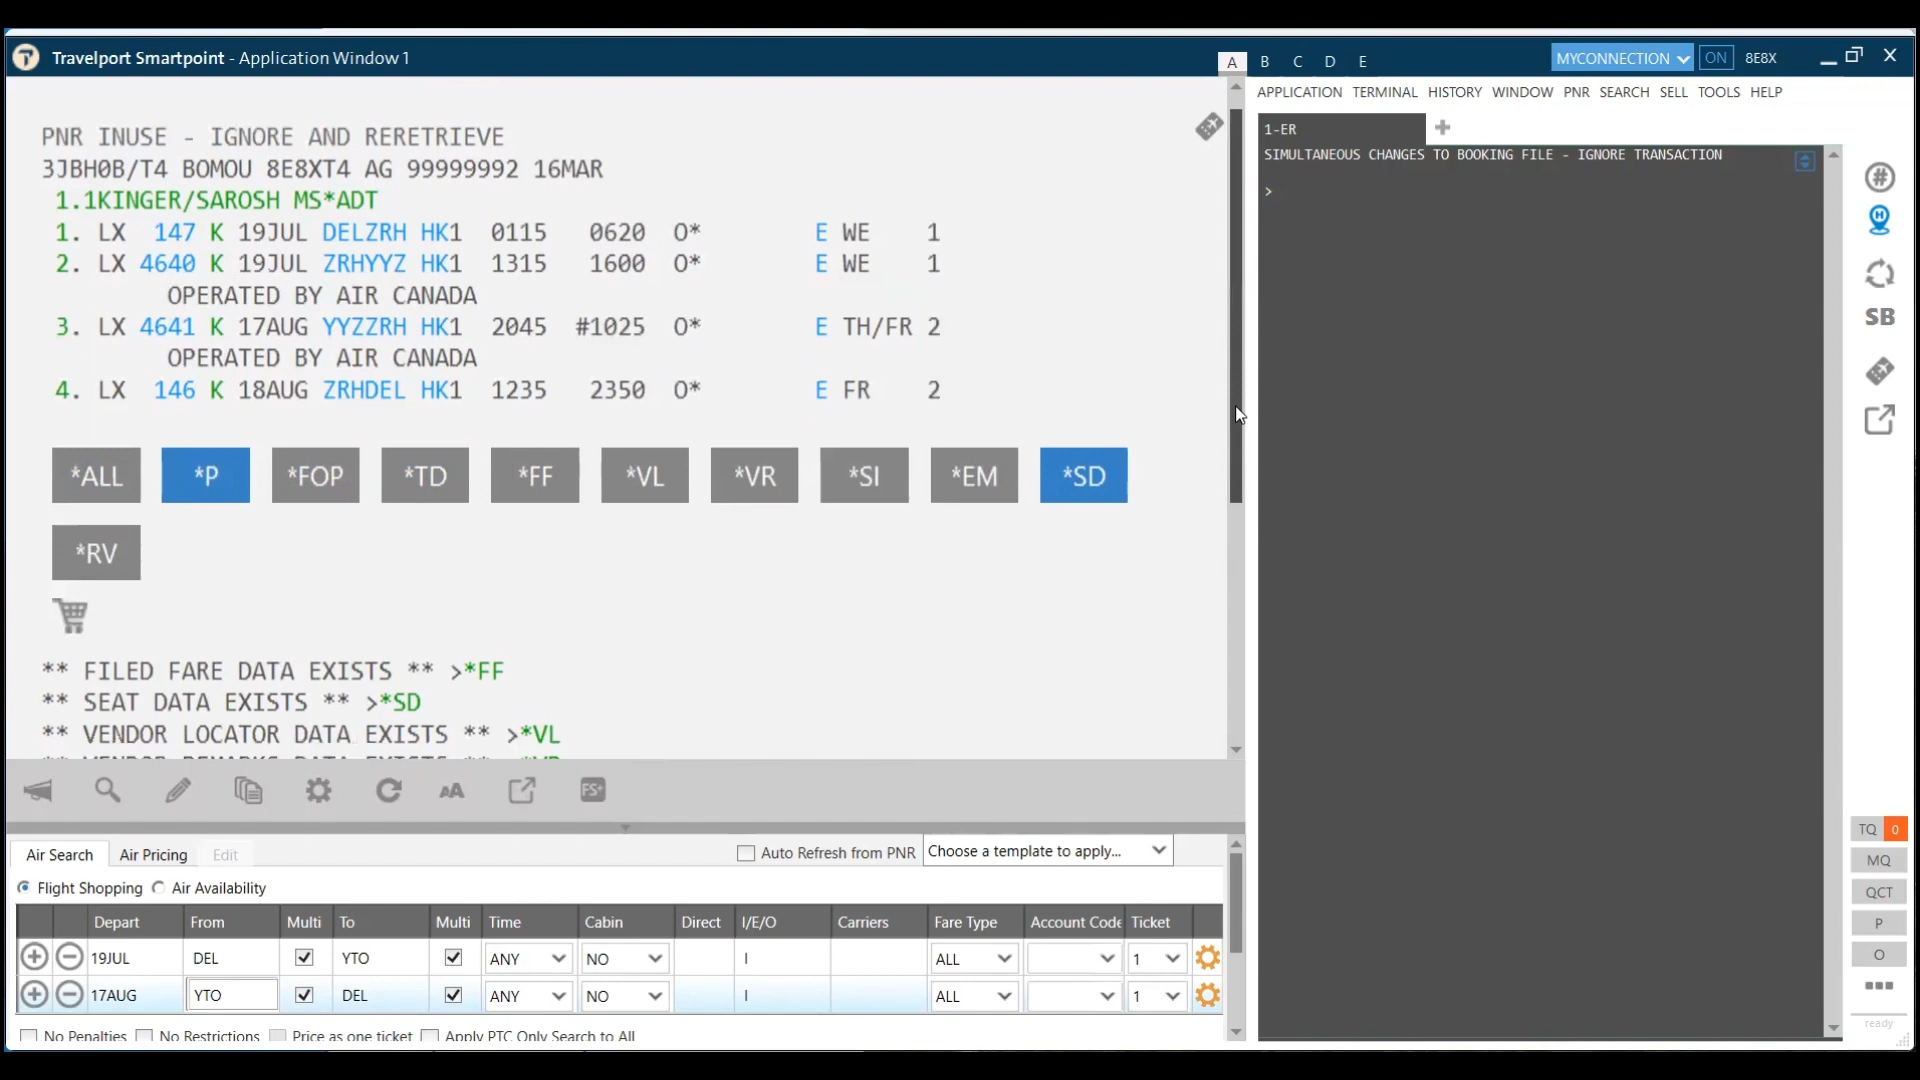 Travelport Smartpoint - Application Window 1
A B C D E
MYCONNECTION ON 8E8X
APPLICATION TERMINAL HISTORY WINDOW PNR SEARCH SELL TOOLS HELP
PNR INUSE - IGNORE AND RERETRIEVE
3JBH0B/T4 BOMOU 8E8XT4 AG 99999992 16MAR
1.1KINGER/SAROSH MS*ADT
1. LX 147 K 19JUL DELZRH HK1 0115 0620 O* E WE 1
2. LX 4640 K 19JUL ZRHYYZ HK1 1315 1600 O* E WE 1
OPERATED BY AIR CANADA
3. LX 4641 K 17AUG YYZZRH HK1 2045 #1025 O* E TH/FR 2
OPERATED BY AIR CANADA
4. LX 146 K 18AUG ZRHDEL HK1 1235 2350 O* E FR 2
*ALL *P *FOP *TD *FF *VL *VR *SI *EM *SD
*RV
** FILED FARE DATA EXISTS ** >*FF
** SEAT DATA EXISTS ** >*SD
** VENDOR LOCATOR DATA EXISTS ** >*VL
AA
FS+
Air Search Air Pricing Edit
Auto Refresh from PNR Choose a template to apply...
Flight Shopping Air Availability
Depart From Multi To Multi Time Cabin Direct I/E/O Carriers Fare Type Account Code Ticket
19JUL DEL YTO ANY NO I ALL 1
17AUG YTO DEL ANY NO I ALL 1
No Penalties No Restrictions Price as one ticket Apply PTC Only Search to All
1-ER
SIMULTANEOUS CHANGES TO BOOKING FILE - IGNORE TRANSACTION
>
#
H
SB
TQ 0
MQ
QCT
P
O
ready